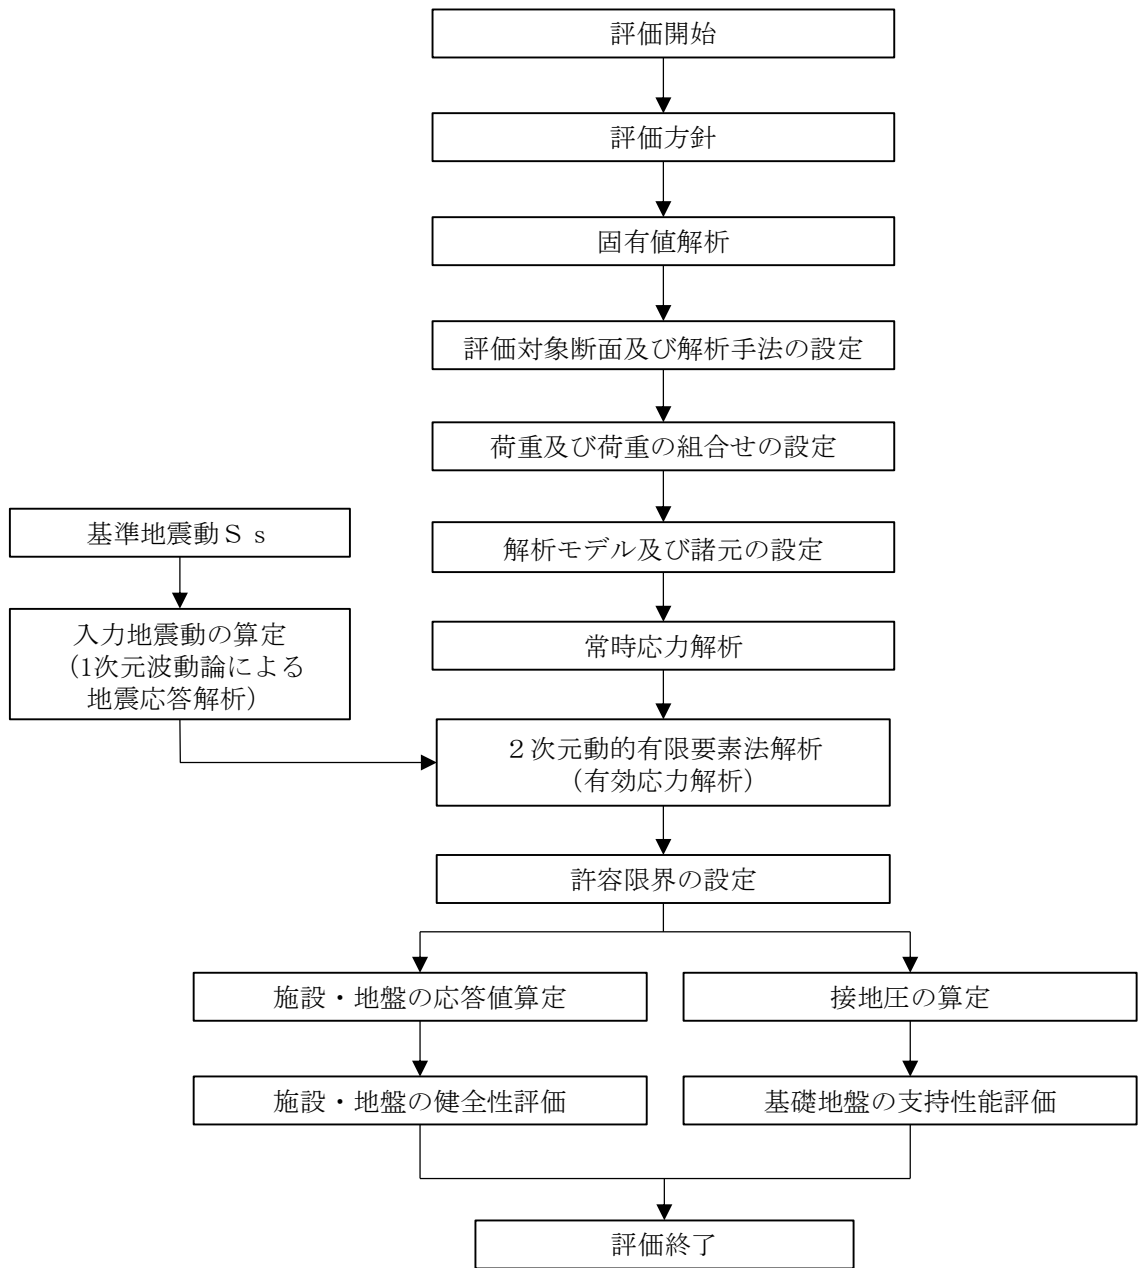 評価開始
評価方針
固有値解析
評価対象断面及び解析手法の設定
荷重及び荷重の組合せの設定
基準地震動Ｓｓ
解析モデル及び諸元の設定
入力地震動の算定
（1次元波動論による
地震応答解析）
常時応力解析
２次元動的有限要素法解析
（有効応力解析）
許容限界の設定
施設・地盤の応答値算定
接地圧の算定
施設・地盤の健全性評価
基礎地盤の支持性能評価
評価終了